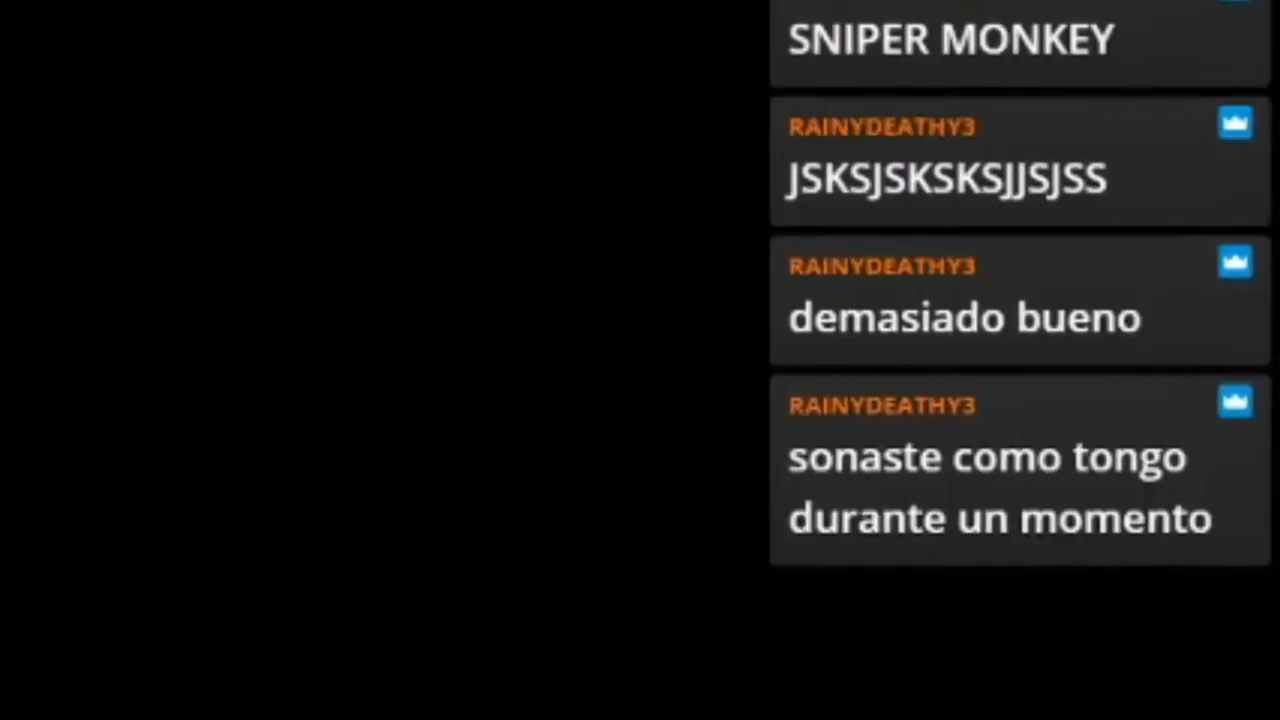 SNIPER MONKEY
RAINYDEATHY3
JSKSJSKSKSJJSJSS
RAINYDEATHY3
demasiado bueno
RAINYDEATHY3
sonaste como tongo
durante un momento